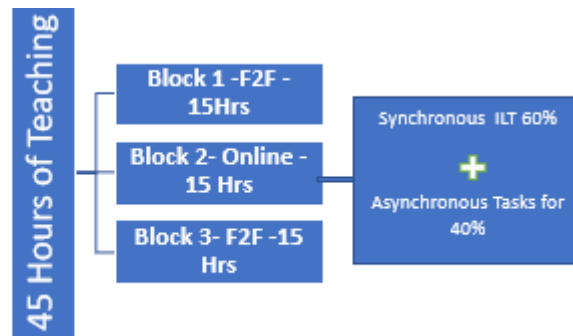 45 Hours of Teaching
Block 1 -F2F -
15Hrs
Block 2- Online -
15 Hrs
Block 3- F2F -15
Hrs
Synchronous ILT 60%
+
Asynchronous Tasks for
40%